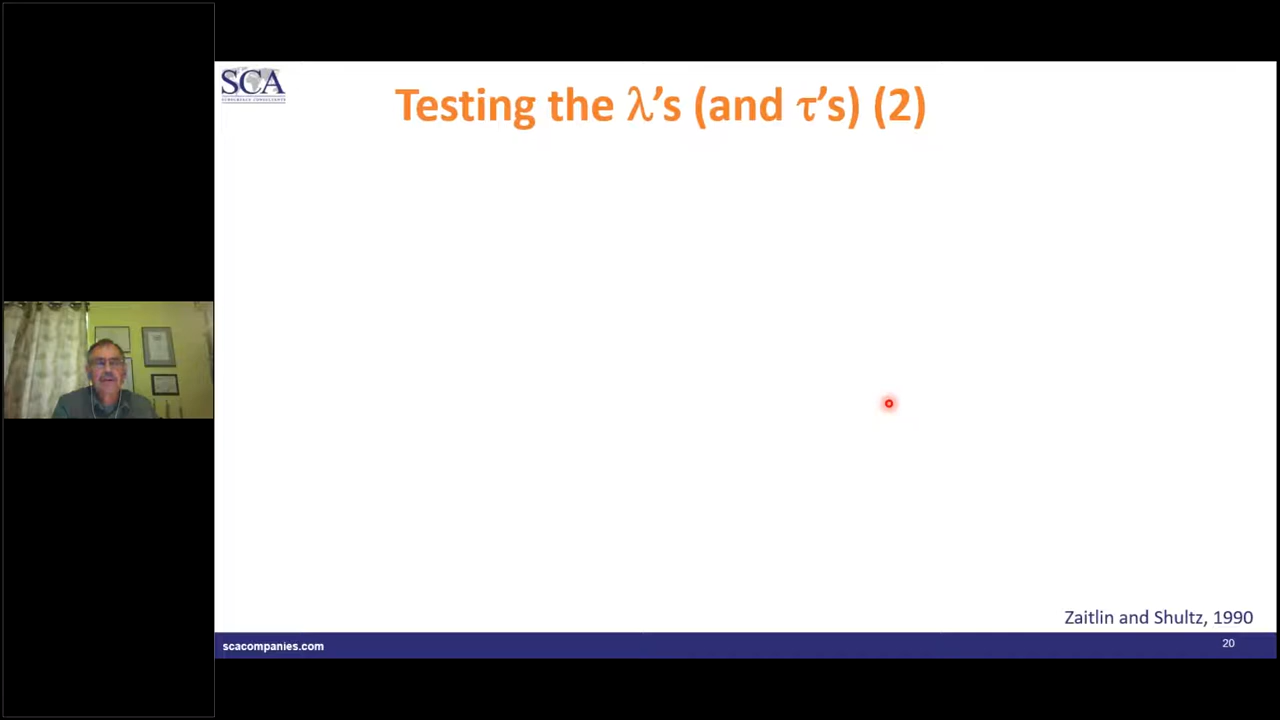 SCA
Testing the λ's (and τ's) (2)
Zaitlin and Shultz, 1990
scacompanies.com
20